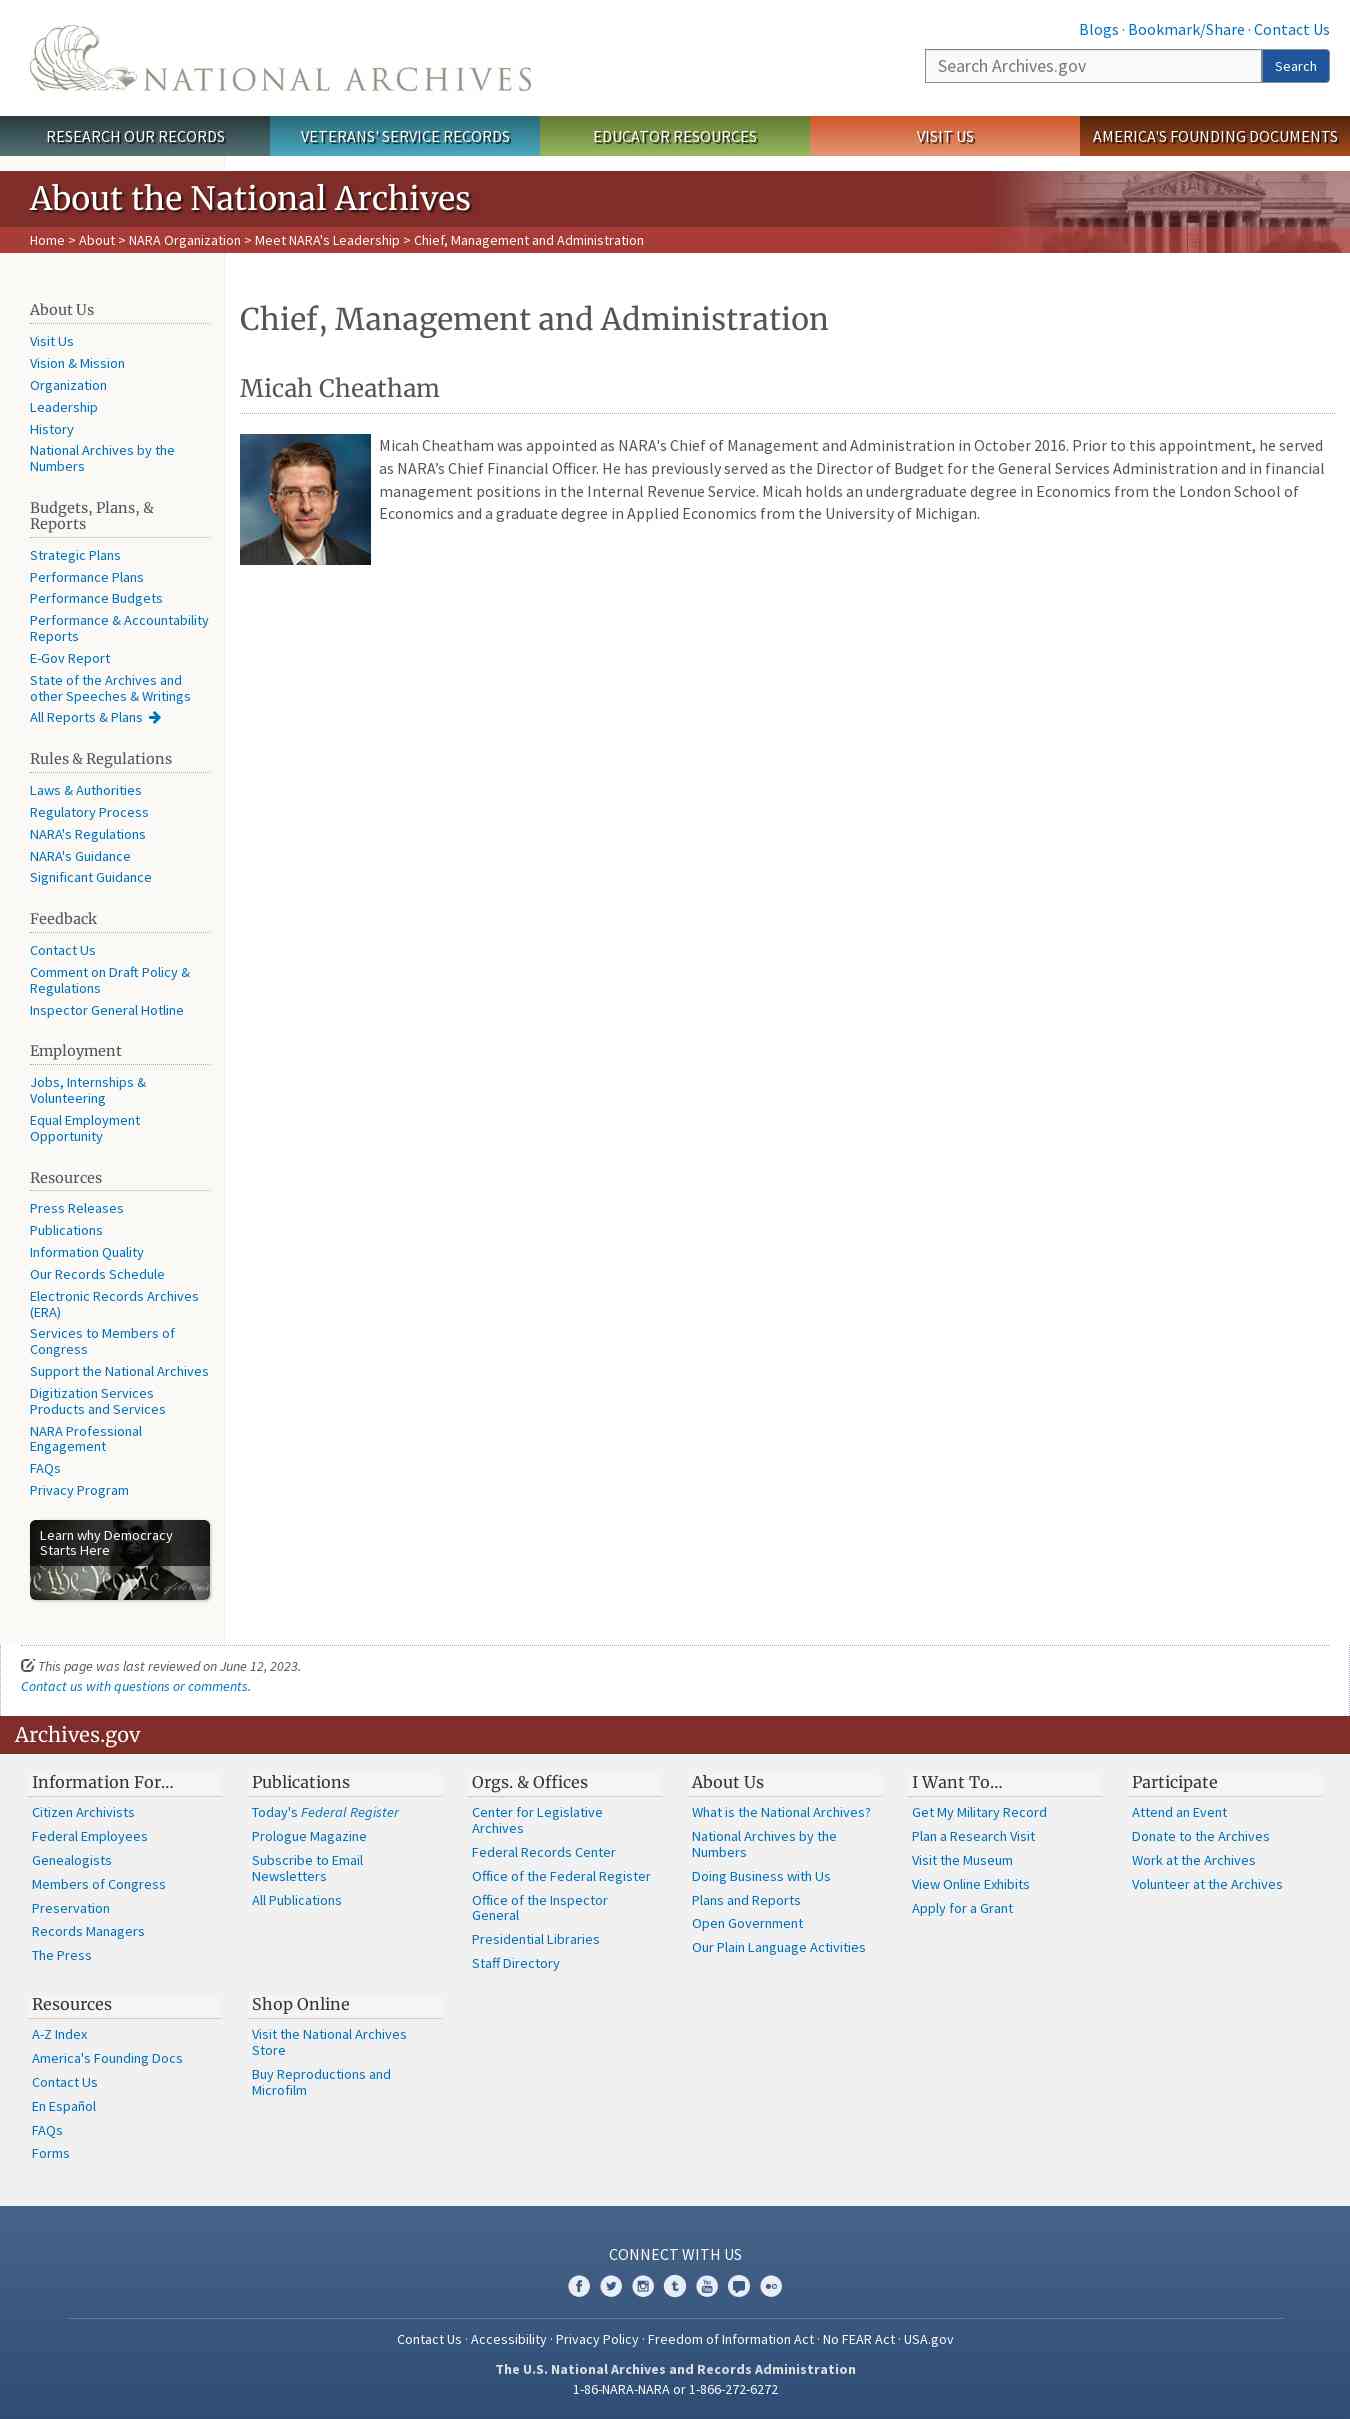 Blogs · Bookmark/Share · Contact Us
NATIONAL ARCHIVES
Search Archives.gov
Search
RESEARCH OUR RECORDS
VETERANS' SERVICE RECORDS
EDUCATOR RESOURCES
VISIT US
AMERICA'S FOUNDING DOCUMENTS
About the National Archives
Home > About > NARA Organization > Meet NARA's Leadership > Chief, Management and Administration
About Us
Visit Us
Vision & Mission
Organization
Leadership
History
National Archives by the
Numbers
Budgets, Plans, &
Reports
Strategic Plans
Performance Plans
Performance Budgets
Performance & Accountability
Reports
E-Gov Report
State of the Archives and
other Speeches & Writings
All Reports & Plans
Rules & Regulations
Laws & Authorities
Regulatory Process
NARA's Regulations
NARA's Guidance
Significant Guidance
Feedback
Contact Us
Comment on Draft Policy &
Regulations
Inspector General Hotline
Employment
Jobs, Internships &
Volunteering
Equal Employment
Opportunity
Resources
Press Releases
Publications
Information Quality
Our Records Schedule
Electronic Records Archives
(ERA)
Services to Members of
Congress
Support the National Archives
Digitization Services
Products and Services
NARA Professional
Engagement
FAQs
Privacy Program
Learn why Democracy
Starts Here
the People
Chief, Management and Administration
Micah Cheatham
Micah Cheatham was appointed as NARA's Chief of Management and Administration in October 2016. Prior to this appointment, he served
as NARA’s Chief Financial Officer. He has previously served as the Director of Budget for the General Services Administration and in financial
management positions in the Internal Revenue Service. Micah holds an undergraduate degree in Economics from the London School of
Economics and a graduate degree in Applied Economics from the University of Michigan.
This page was last reviewed on June 12, 2023.
Contact us with questions or comments.
Archives.gov
Information For…
Citizen Archivists
Federal Employees
Genealogists
Members of Congress
Preservation
Records Managers
The Press
Publications
Today's Federal Register
Prologue Magazine
Subscribe to Email
Newsletters
All Publications
Orgs. & Offices
Center for Legislative
Archives
Federal Records Center
Office of the Federal Register
Office of the Inspector
General
Presidential Libraries
Staff Directory
About Us
What is the National Archives?
National Archives by the
Numbers
Doing Business with Us
Plans and Reports
Open Government
Our Plain Language Activities
I Want To…
Get My Military Record
Plan a Research Visit
Visit the Museum
View Online Exhibits
Apply for a Grant
Participate
Attend an Event
Donate to the Archives
Work at the Archives
Volunteer at the Archives
Resources
A-Z Index
America's Founding Docs
Contact Us
En Español
FAQs
Forms
Shop Online
Visit the National Archives
Store
Buy Reproductions and
Microfilm
CONNECT WITH US
Contact Us · Accessibility · Privacy Policy · Freedom of Information Act · No FEAR Act · USA.gov
The U.S. National Archives and Records Administration
1-86-NARA-NARA or 1-866-272-6272